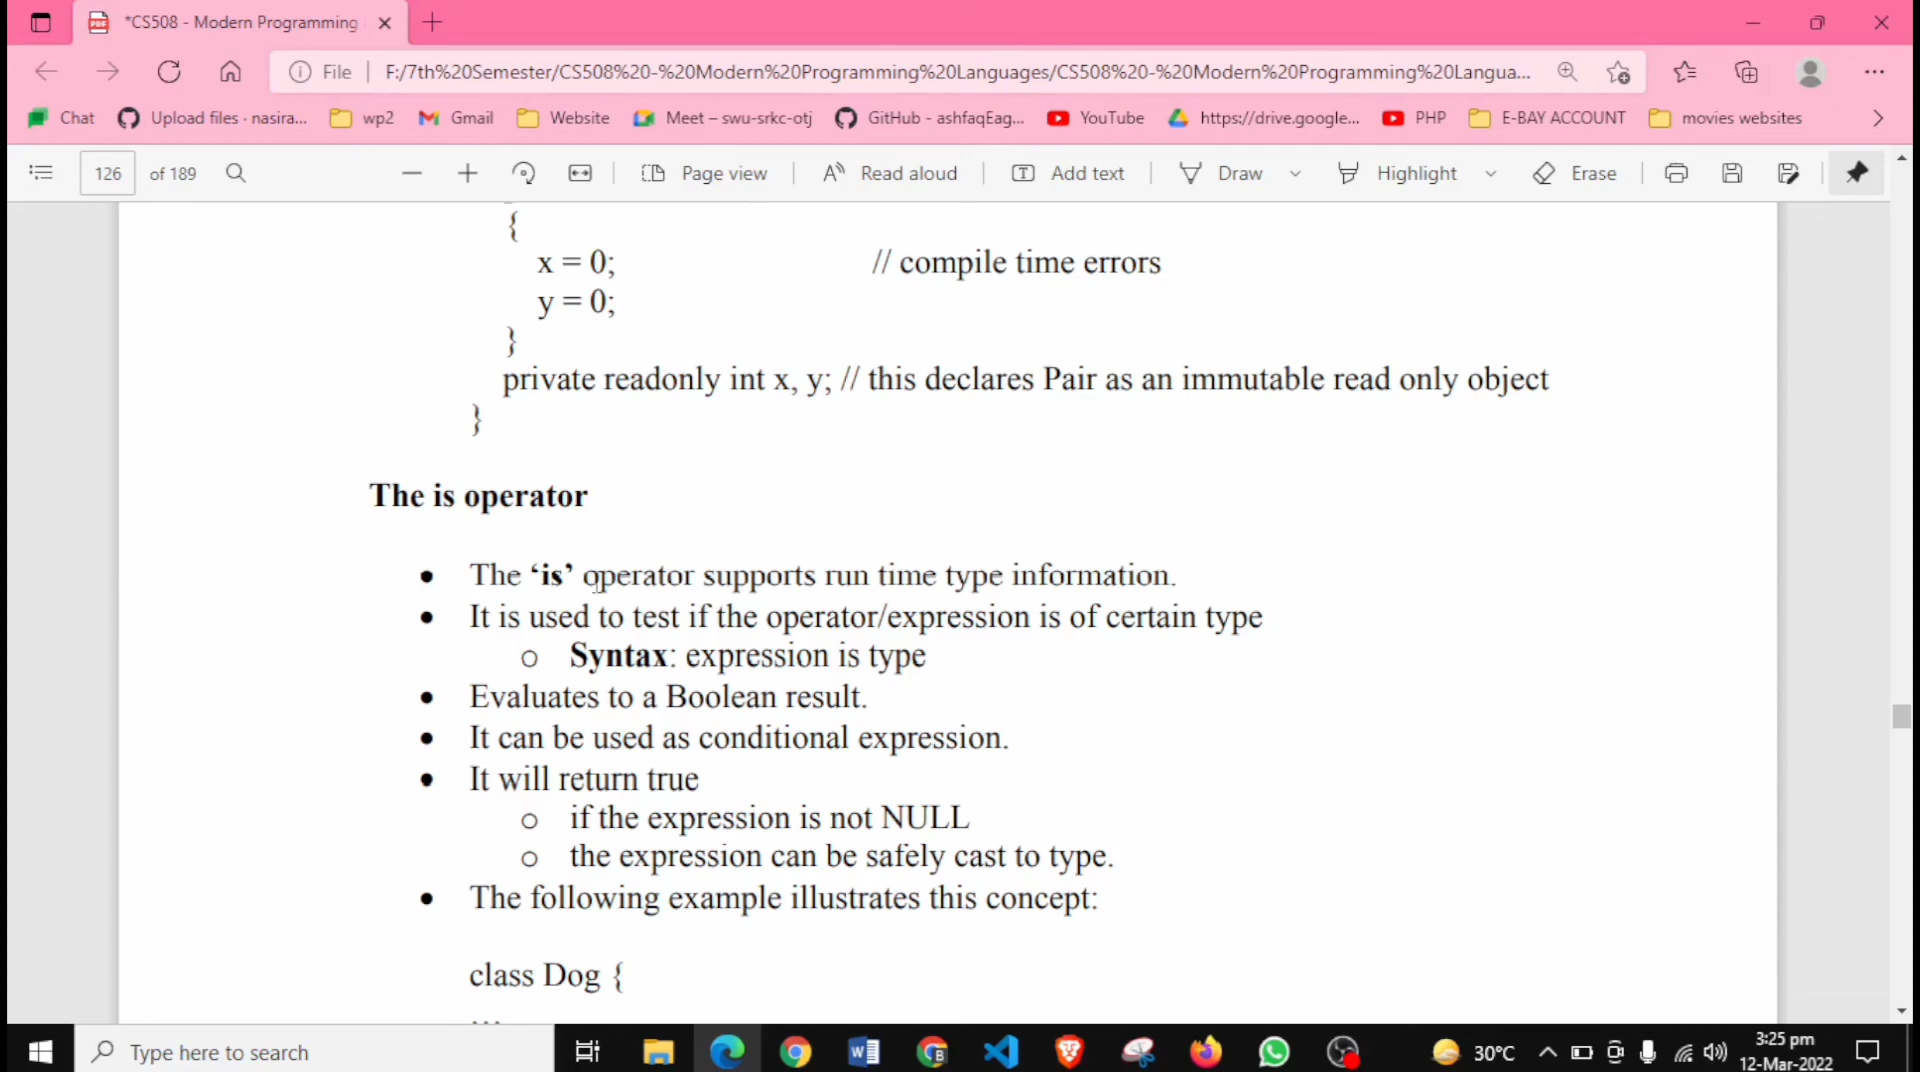 *CS508 - Modern Programming
File F:/7th%20Semester/CS508%20-%20Modern%20Programming%20Languages/CS508%20-%20Modern%20Programming%20Langua...
Chat Upload files · nasira... wp2 Gmail Website Meet – swu-srkc-otj GitHub - ashfaqEag... YouTube https://drive.google... PHP E-BAY ACCOUNT movies websites
126 of 189 Page view Read aloud Add text Draw Highlight Erase
{
x = 0; // compile time errors
y = 0;
}
private readonly int x, y; // this declares Pair as an immutable read only object
}
The is operator
• The ‘is’ operator supports run time type information.
• It is used to test if the operator/expression is of certain type
o Syntax: expression is type
• Evaluates to a Boolean result.
• It can be used as conditional expression.
• It will return true
o if the expression is not NULL
o the expression can be safely cast to type.
• The following example illustrates this concept:
class Dog {
...
Type here to search 30°C 3:25 pm
12-Mar-2022